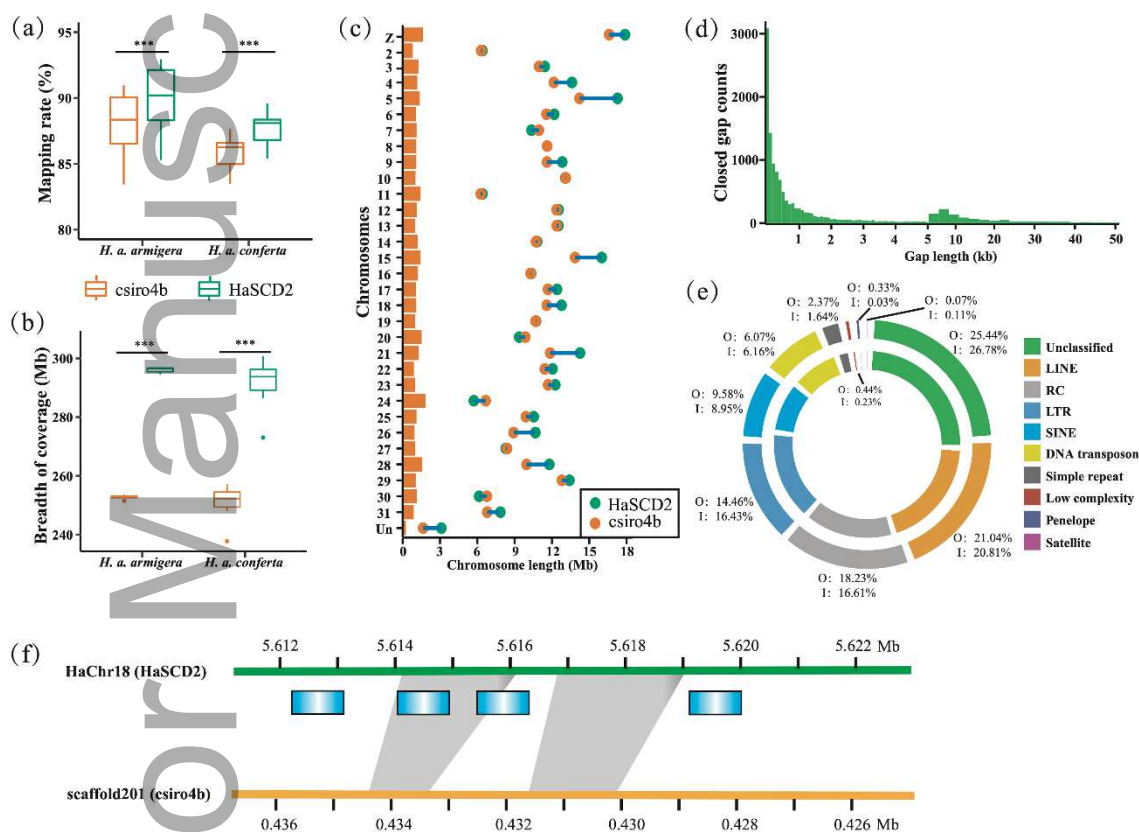 (a)
95
90
85
80
Mapping rate (%)
***
***
H. a. armigera
H. a. conferta
csiro4b
HaSCD2
(b)
300
280
260
240
Breadth of coverage (Mb)
***
***
H. a. armigera
H. a. conferta
(c)
Chromosomes
Z
2
3
4
5
6
7
8
9
10
11
12
13
14
15
16
17
18
19
20
21
22
23
24
25
26
27
28
29
30
31
Un
0
3
6
9
12
15
18
Chromosome length (Mb)
HaSCD2
csiro4b
(d)
3000
2000
1000
0
Closed gap counts
1
2
3
4
5
10
20
30
40
50
Gap length (kb)
(e)
O: 0.33%
I: 0.03%
O: 2.37%
I: 1.64%
O: 0.07%
I: 0.11%
O: 6.07%
I: 6.16%
O: 25.44%
I: 26.78%
O: 9.58%
I: 8.95%
O: 0.44%
I: 0.23%
O: 14.46%
I: 16.43%
O: 21.04%
I: 20.81%
O: 18.23%
I: 16.61%
Unclassified
LINE
RC
LTR
SINE
DNA transposon
Simple repeat
Low complexity
Penelope
Satellite
(f)
5.612
5.614
5.616
5.618
5.620
5.622 Mb
HaChr18 (HaSCD2)
scaffold201 (csiro4b)
0.436
0.434
0.432
0.430
0.428
0.426 Mb
or Manusc